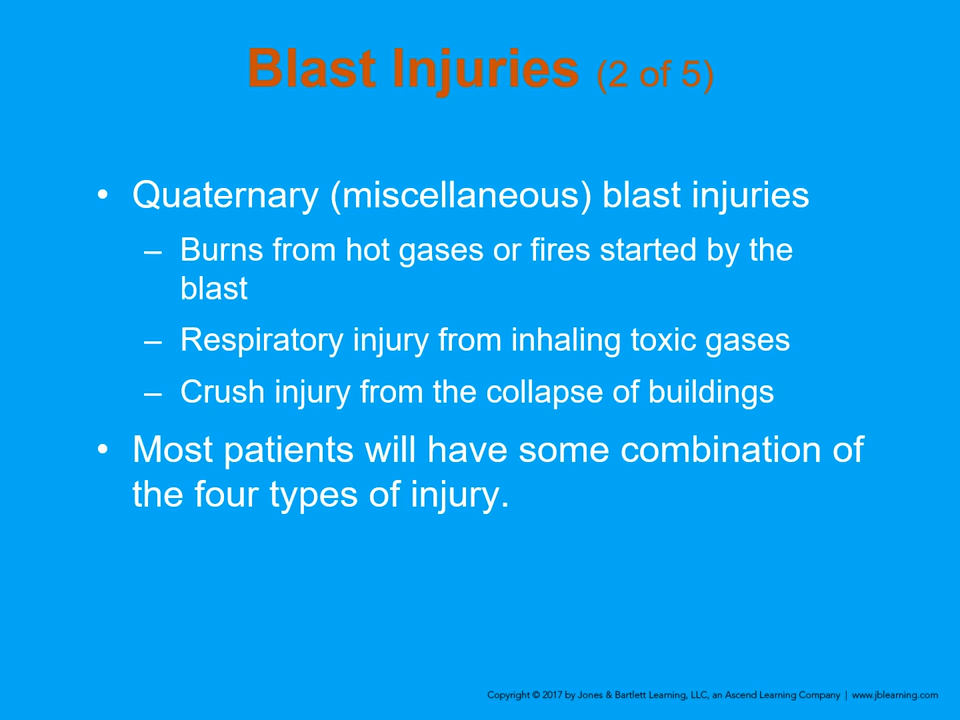 Blast Injuries (2 of 5)
• Quaternary (miscellaneous) blast injuries
– Burns from hot gases or fires started by the
blast
– Respiratory injury from inhaling toxic gases
– Crush injury from the collapse of buildings
• Most patients will have some combination of
the four types of injury.
Copyright © 2017 by Jones & Bartlett Learning, LLC, an Ascend Learning Company | www.jblearning.com